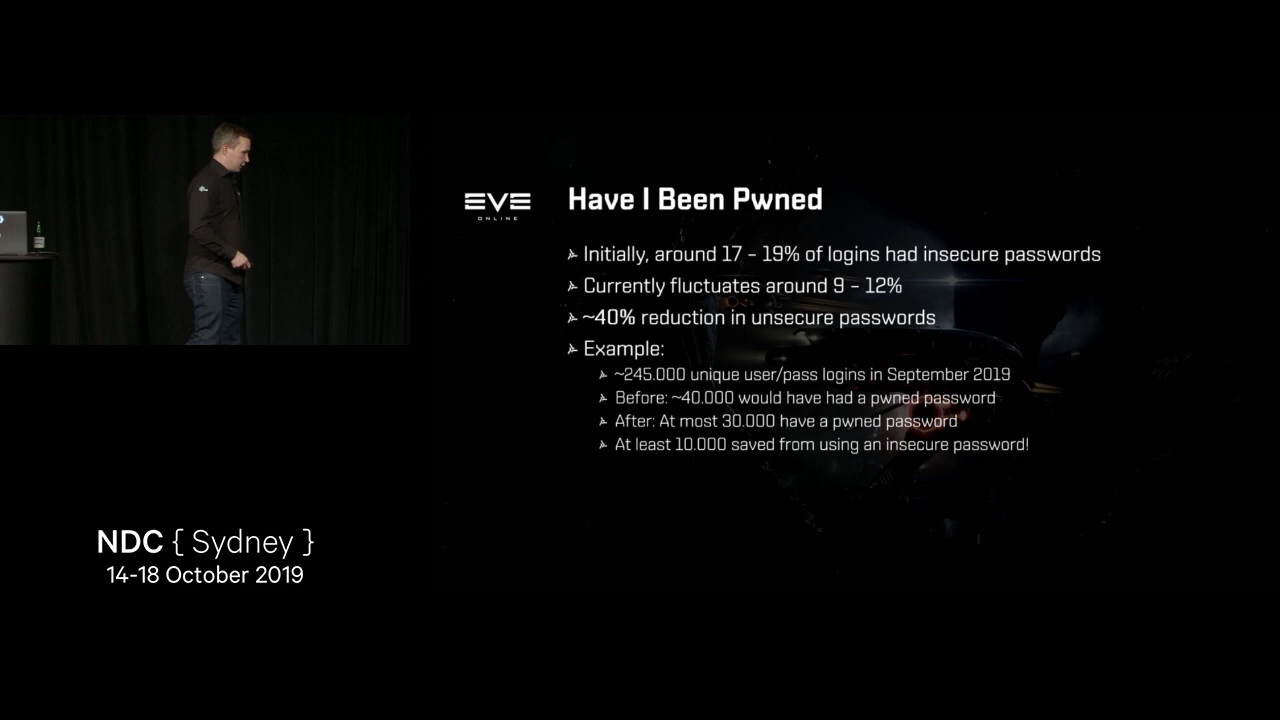 EVE
ONLINE
Have I Been Pwned
Initially, around 17 – 19% of logins had insecure passwords
Currently fluctuates around 9 – 12%
~40% reduction in unsecure passwords
Example:
~245.000 unique user/pass logins in September 2019
Before: ~40.000 would have had a pwned password
After: At most 30.000 have a pwned password
At least 10.000 saved from using an insecure password!
NDC { Sydney }
14-18 October 2019